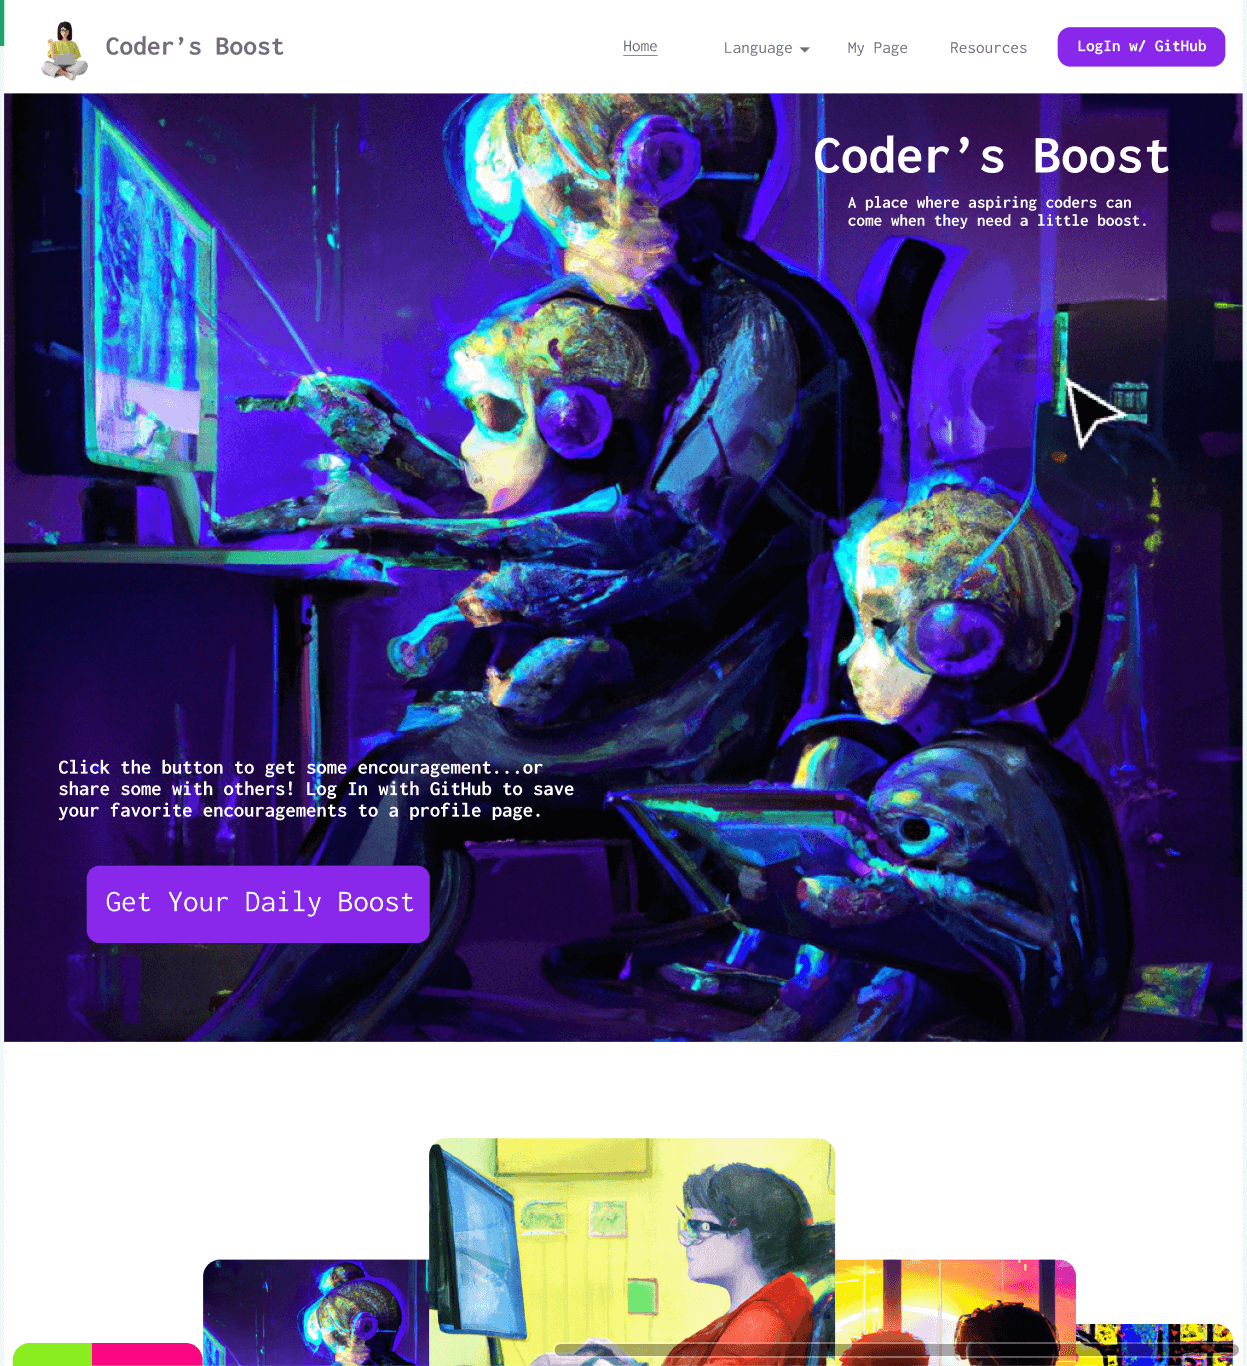 Coder's Boost
Home
Language
My Page
Resources
LogIn w/ GitHub
Coder's Boost
A place where aspiring coders can
come when they need a little boost.
Click the button to get some encouragement...or
share some with others! Log In with GitHub to save
your favorite encouragements to a profile page.
Get Your Daily Boost